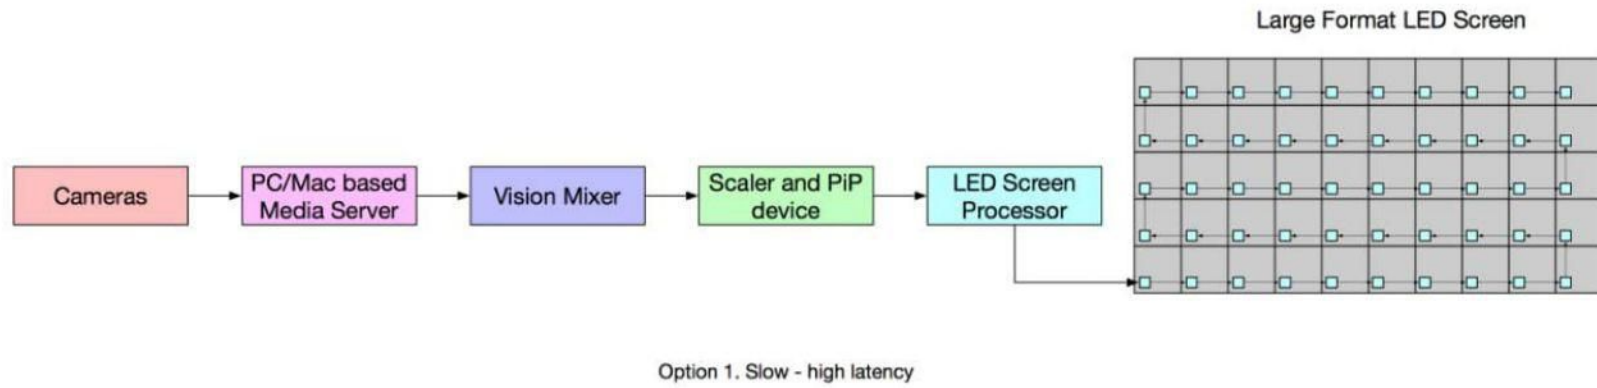 Large Format LED Screen
Cameras
PC/Mac based
Media Server
Vision Mixer
Scaler and PiP
device
LED Screen
Processor
Option 1. Slow - high latency